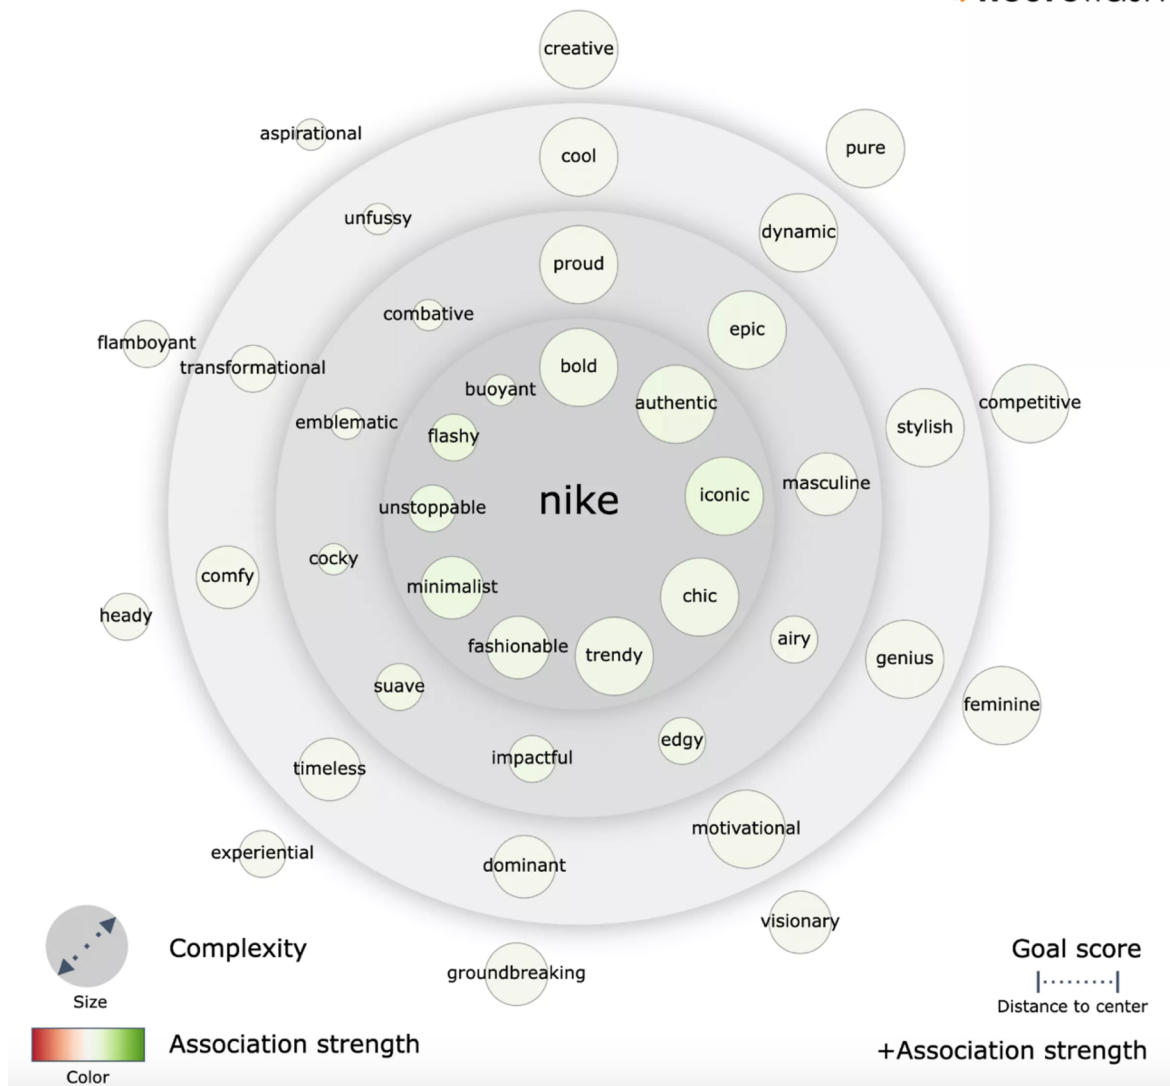 creative
aspirational
cool
pure
unfussy
dynamic
proud
combative
epic
flamboyant
transformational
bold
buoyant
authentic
competitive
emblematic
flashy
stylish
nike
iconic
masculine
unstoppable
cocky
minimalist
comfy
chic
heady
fashionable
trendy
airy
genius
suave
feminine
edgy
impactful
timeless
motivational
experiential
dominant
visionary
groundbreaking
Complexity
Size
Goal score
Distance to center
Association strength
Color
+Association strength